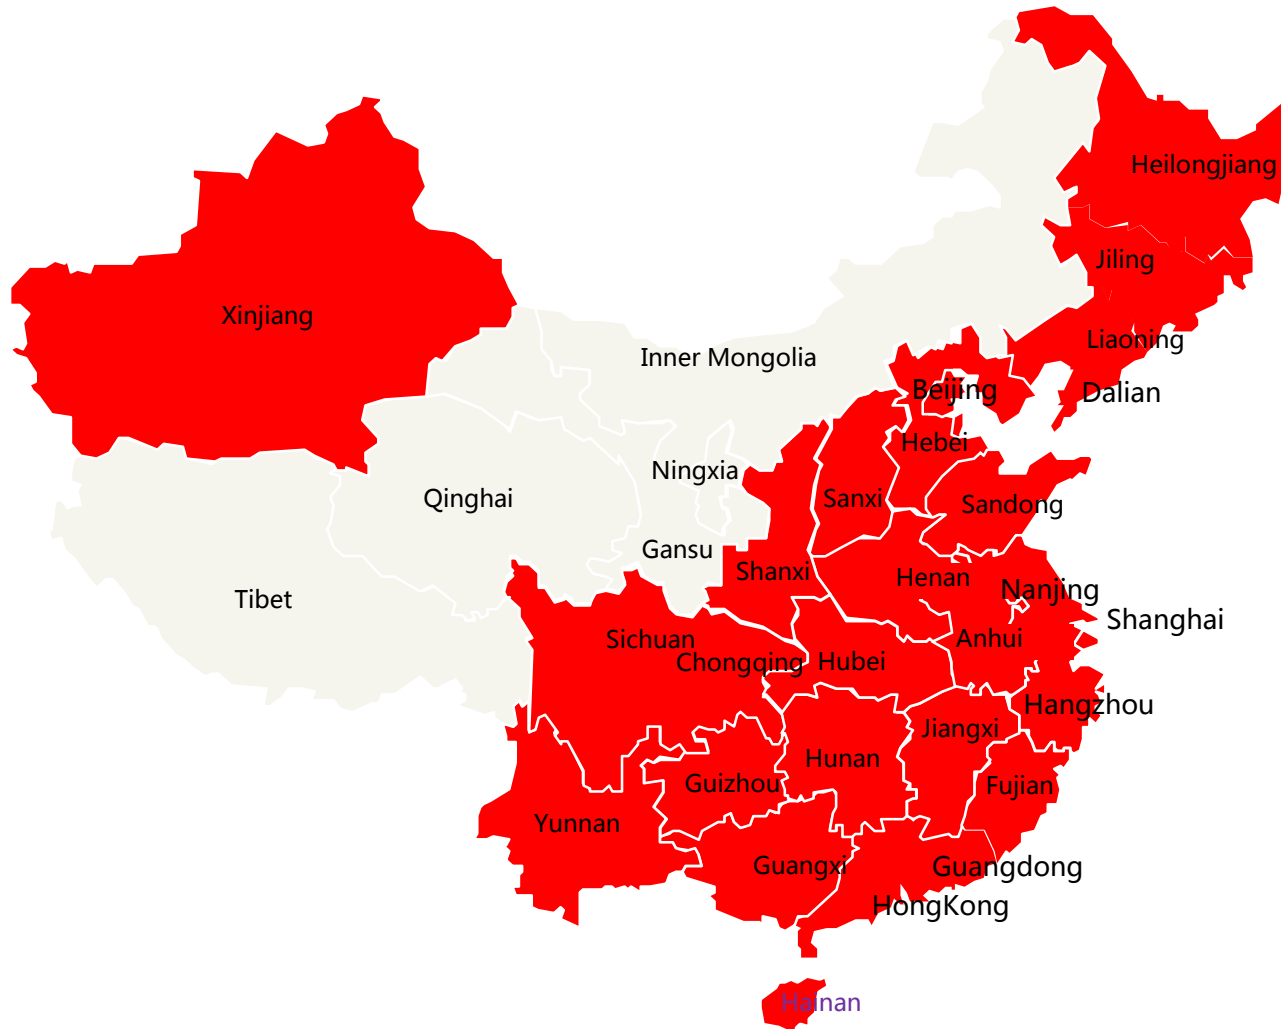 Heilongjiang
Jiling
Xinjiang
Liaoning
Inner Mongolia
Beijing
Dalian
Hebei
Ningxia
Qinghai
Sanxi
Sandong
Gansu
Shanxi
Henan
Nanjing
Tibet
Shanghai
Sichuan
Anhui
Chongqing
Hubei
Hangzhou
Jiangxi
Hunan
Guizhou
Fujian
Yunnan
Guangxi
Guangdong
HongKong
Hainan